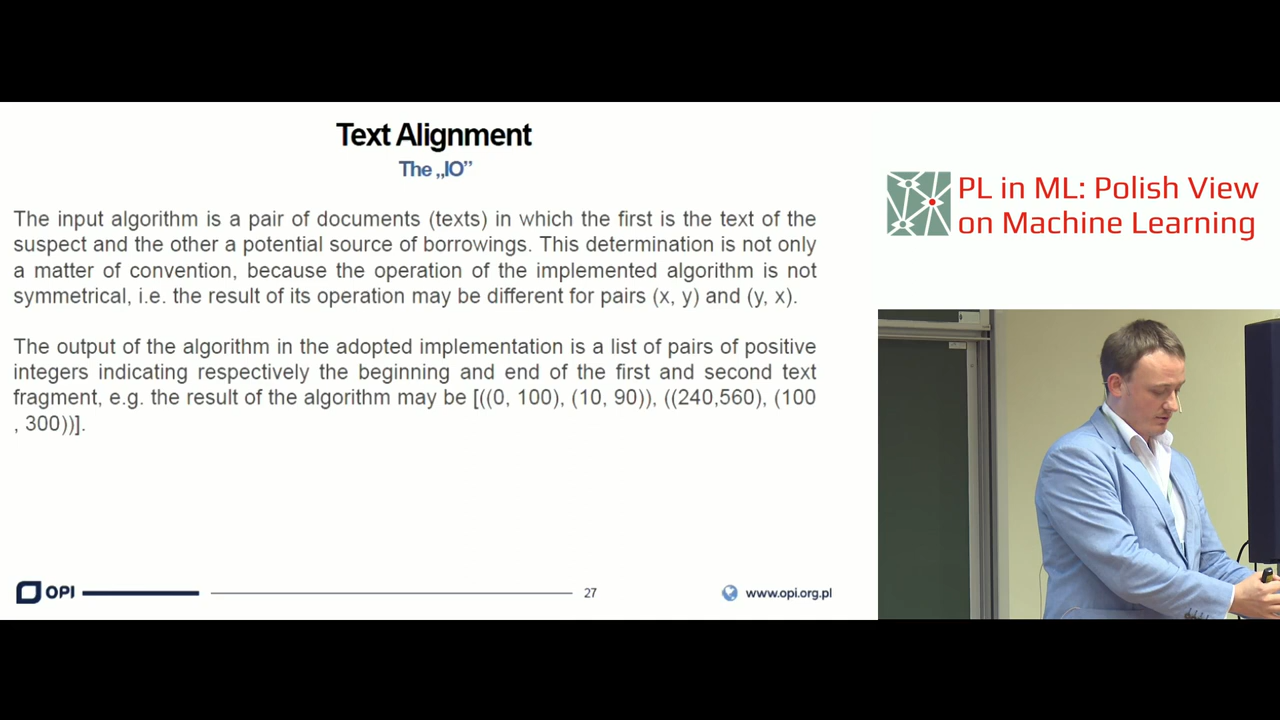 Text Alignment
The „IO”
The input algorithm is a pair of documents (texts) in which the first is the text of the
suspect and the other a potential source of borrowings. This determination is not only
a matter of convention, because the operation of the implemented algorithm is not
symmetrical, i.e. the result of its operation may be different for pairs (x, y) and (y, x).
The output of the algorithm in the adopted implementation is a list of pairs of positive
integers indicating respectively the beginning and end of the first and second text
fragment, e.g. the result of the algorithm may be [((0, 100), (10, 90)), ((240,560), (100
, 300))].
OPI
27
www.opi.org.pl
PL in ML: Polish View
on Machine Learning